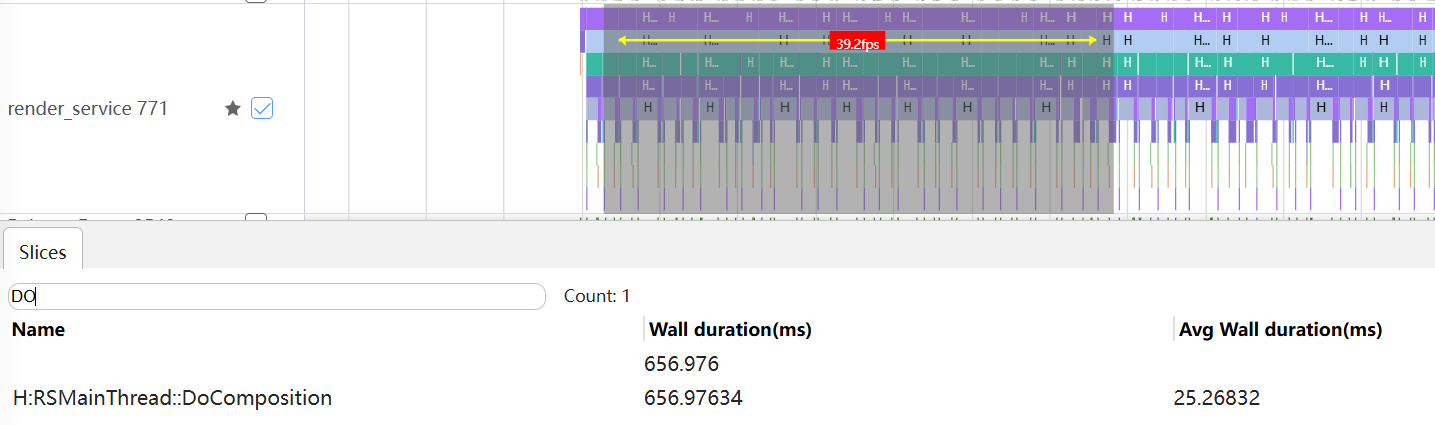 H... H H... H H... H H... H H H H H... H H H... H H
39.2fps
H... H... H H... H H H... H H H... H H H... H
H... H... H H... H H H... H H H H... H H H... H H
H... H... H H... H H H... H H H H... H H H... H H
render_service 771
H H H H H H H H H H H
Slices
DO
Count: 1
Name Wall duration(ms) Avg Wall duration(ms)
656.976
H:RSMainThread::DoComposition 656.97634 25.26832